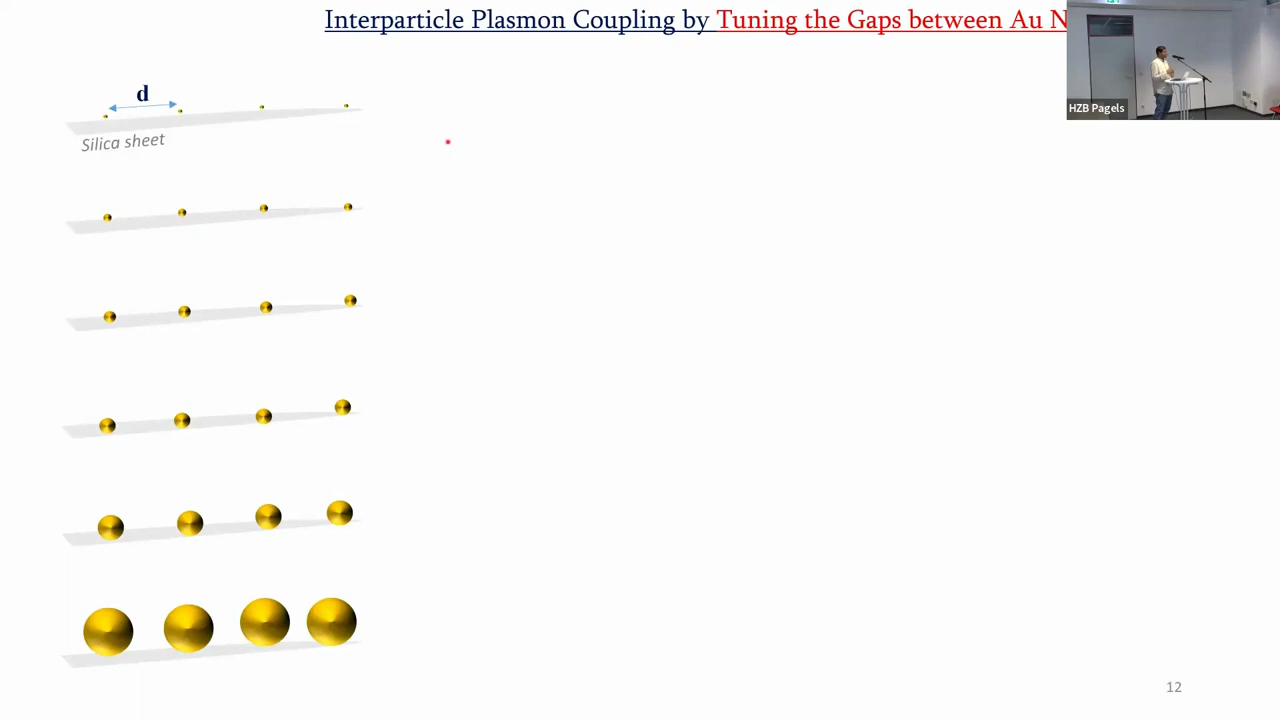 Interparticle Plasmon Coupling by Tuning the Gaps between Au N
HZB Pagels
d
Silica sheet
12